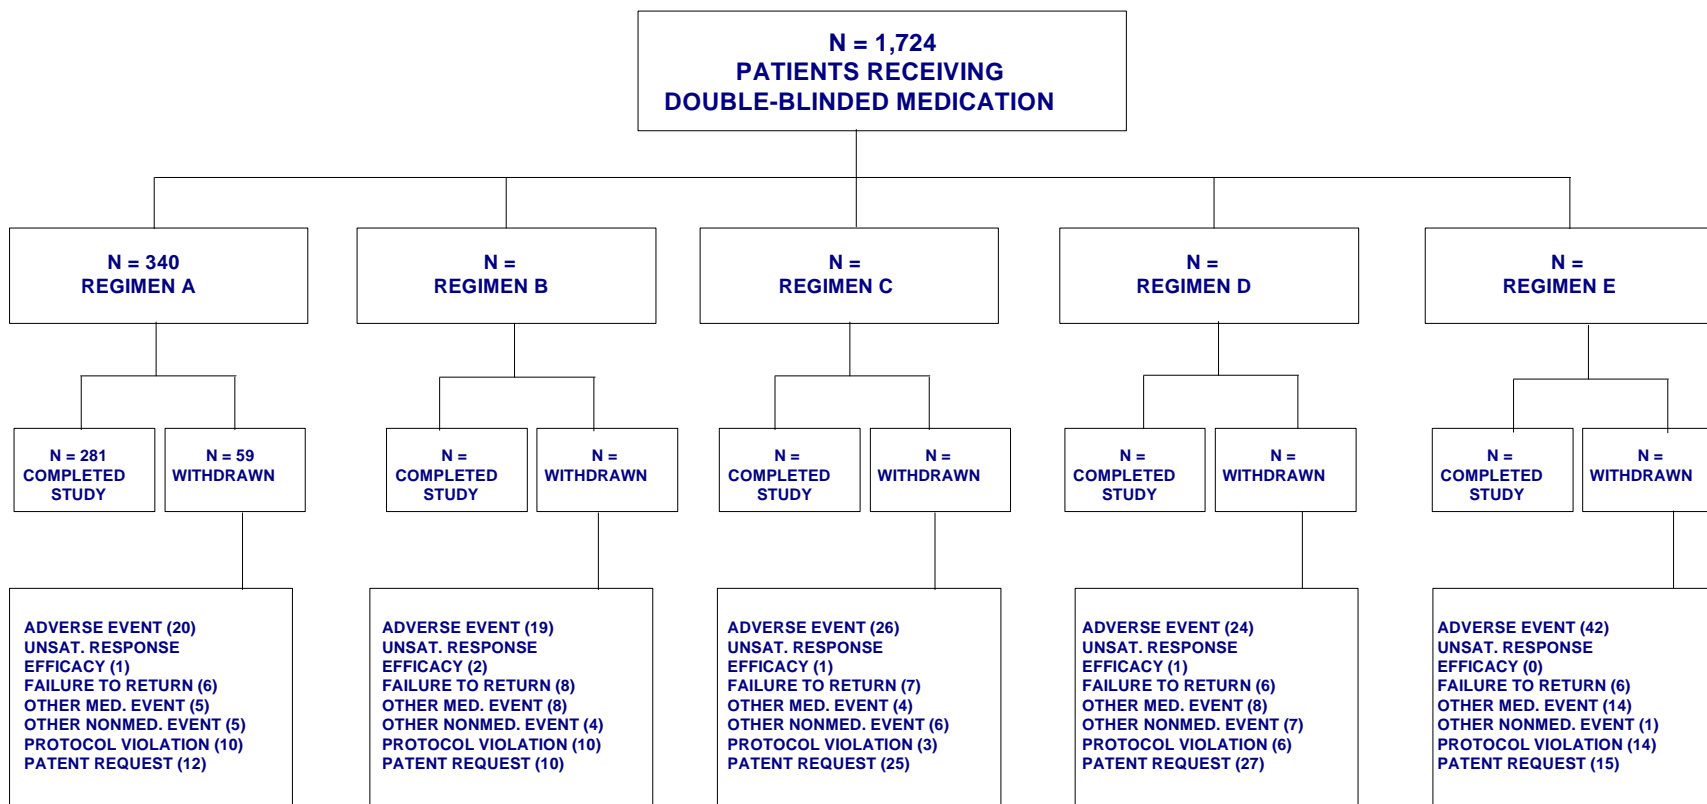 N = 1,724
PATIENTS RECEIVING
DOUBLE-BLINDED MEDICATION
N = 340
REGIMEN A
N =
REGIMEN B
N =
REGIMEN C
N =
REGIMEN D
N =
REGIMEN E
N = 281
COMPLETED
STUDY
N = 59
WITHDRAWN
N =
COMPLETED
STUDY
N =
WITHDRAWN
N =
COMPLETED
STUDY
N =
WITHDRAWN
N =
COMPLETED
STUDY
N =
WITHDRAWN
N =
COMPLETED
STUDY
N =
WITHDRAWN
ADVERSE EVENT (20)
UNSAT. RESPONSE
EFFICACY (1)
FAILURE TO RETURN (6)
OTHER MED. EVENT (5)
OTHER NONMED. EVENT (5)
PROTOCOL VIOLATION (10)
PATENT REQUEST (12)
ADVERSE EVENT (19)
UNSAT. RESPONSE
EFFICACY (2)
FAILURE TO RETURN (8)
OTHER MED. EVENT (8)
OTHER NONMED. EVENT (4)
PROTOCOL VIOLATION (10)
PATENT REQUEST (10)
ADVERSE EVENT (26)
UNSAT. RESPONSE
EFFICACY (1)
FAILURE TO RETURN (7)
OTHER MED. EVENT (4)
OTHER NONMED. EVENT (6)
PROTOCOL VIOLATION (3)
PATENT REQUEST (25)
ADVERSE EVENT (24)
UNSAT. RESPONSE
EFFICACY (1)
FAILURE TO RETURN (6)
OTHER MED. EVENT (8)
OTHER NONMED. EVENT (7)
PROTOCOL VIOLATION (6)
PATENT REQUEST (27)
ADVERSE EVENT (42)
UNSAT. RESPONSE
EFFICACY (0)
FAILURE TO RETURN (6)
OTHER MED. EVENT (14)
OTHER NONMED. EVENT (1)
PROTOCOL VIOLATION (14)
PATENT REQUEST (15)